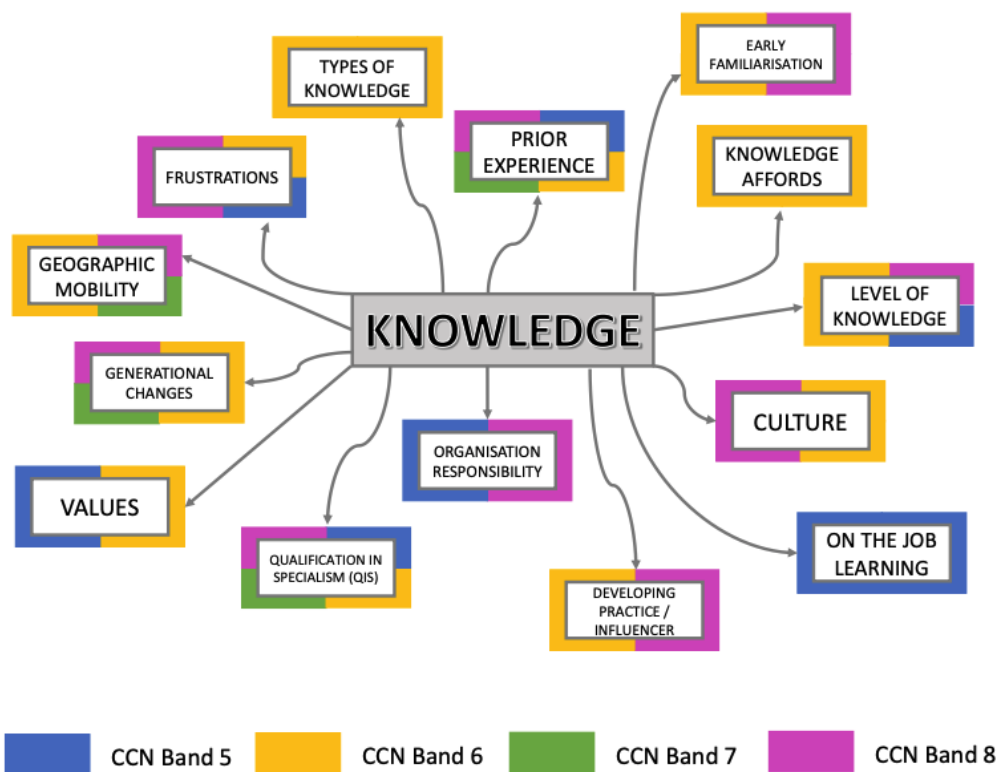 EARLY
FAMILIARISATION
TYPES OF
KNOWLEDGE
PRIOR
EXPERIENCE
KNOWLEDGE
AFFORDS
FRUSTRATIONS
GEOGRAPHIC
MOBILITY
LEVEL OF
KNOWLEDGE
KNOWLEDGE
GENERATIONAL
CHANGES
CULTURE
ORGANISATION
RESPONSIBILITY
VALUES
ON THE JOB
LEARNING
QUALIFICATION IN
SPECIALISM (QIS)
DEVELOPING
PRACTICE /
INFLUENCER
CCN Band 5
CCN Band 6
CCN Band 7
CCN Band 8